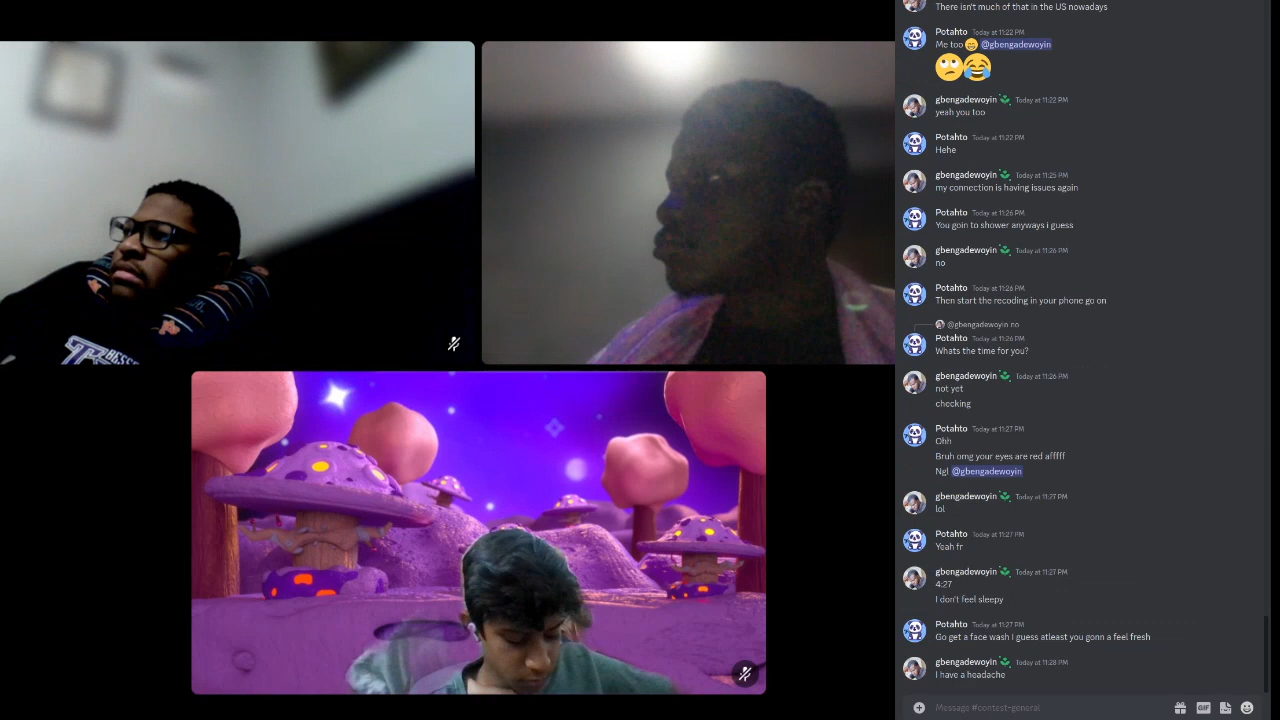 There isn't much of that in the US nowadays
Potahto Today at 11:22 PM
Me too @gbengadewoyin
gbengadewoyin Today at 11:22 PM
yeah you too
Potahto Today at 11:22 PM
Hehe
gbengadewoyin Today at 11:25 PM
my connection is having issues again
Potahto Today at 11:26 PM
You goin to shower anyways i guess
gbengadewoyin Today at 11:26 PM
no
Potahto Today at 11:26 PM
Then start the recoding in your phone go on
@gbengadewoyin no
Potahto Today at 11:26 PM
Whats the time for you?
gbengadewoyin Today at 11:26 PM
not yet
checking
Potahto Today at 11:27 PM
Ohh
Bruh omg your eyes are red afffff
Ngl @gbengadewoyin
gbengadewoyin Today at 11:27 PM
lol
Potahto Today at 11:27 PM
Yeah fr
gbengadewoyin Today at 11:27 PM
4:27
I don't feel sleepy
Potahto Today at 11:27 PM
Go get a face wash I guess atleast you gonn a feel fresh
gbengadewoyin Today at 11:28 PM
I have a headache
Message #contest-general
GIF